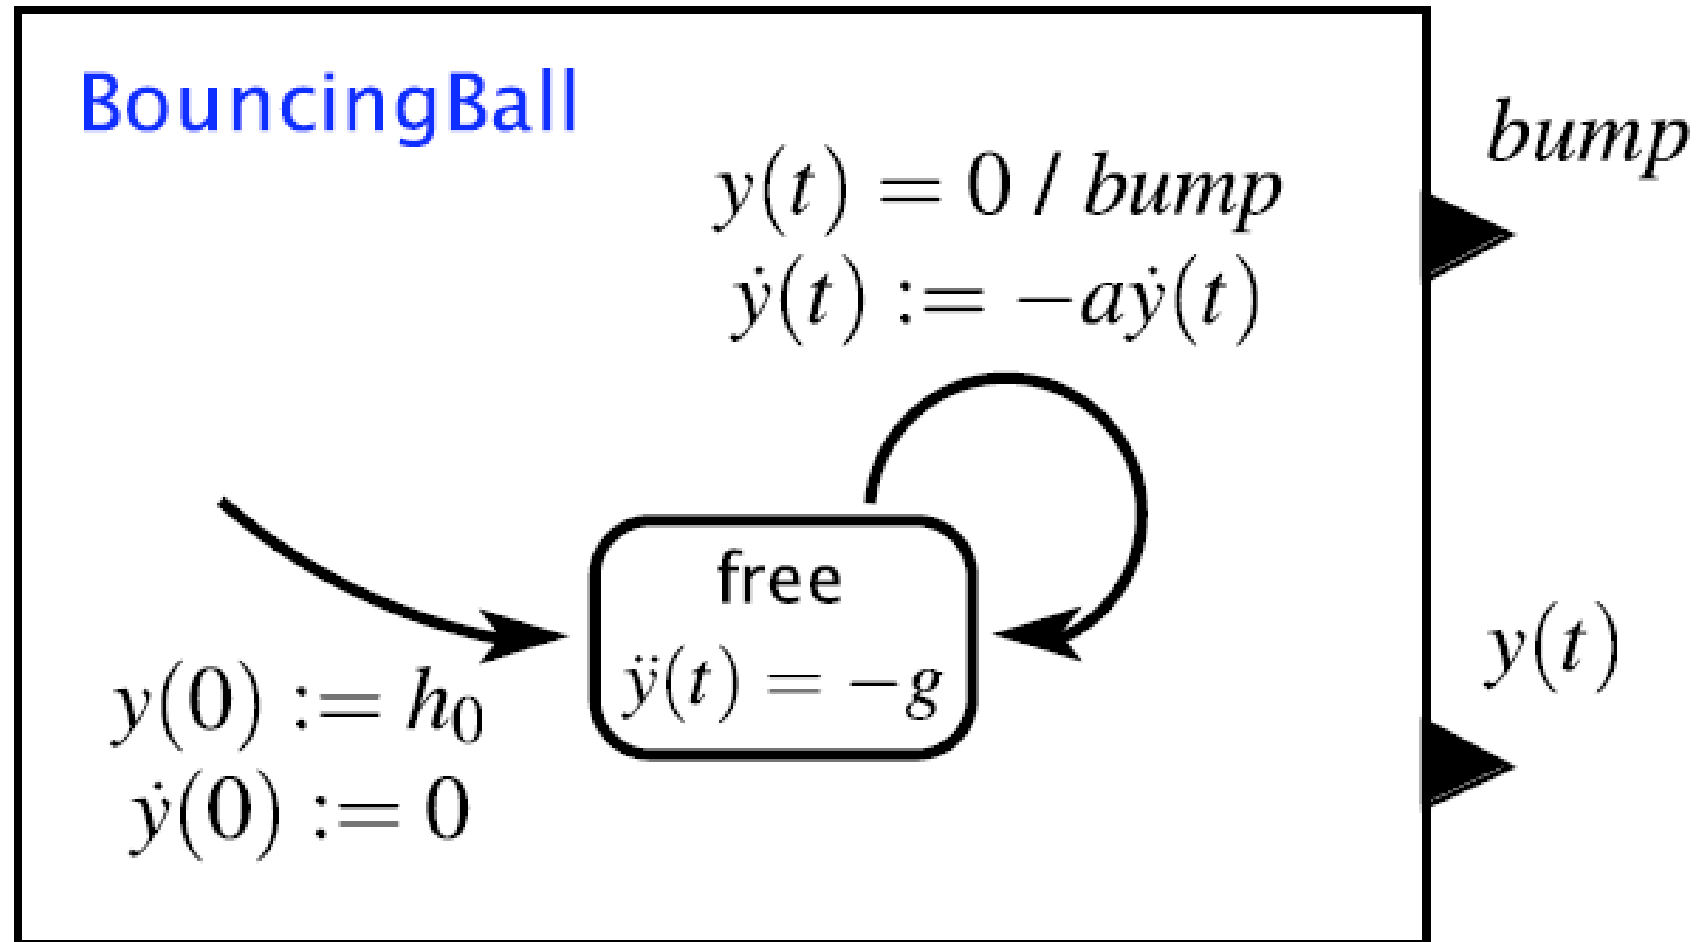 BouncingBall
bump
y(t) = 0 / bump
ẏ(t) := −aẏ(t)
free
ÿ(t) = −g
y(t)
y(0) := h₀
ẏ(0) := 0